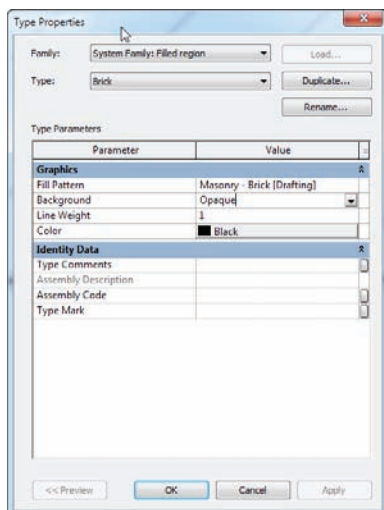 Type Properties
Family: System Family: Filled region Load...
Type: Brick Duplicate...
Rename...
Type Parameters
Parameter Value
Graphics
Fill Pattern Masonry - Brick [Drafting]
Background Opaque
Line Weight 1
Color Black
Identity Data
Type Comments
Assembly Description
Assembly Code
Type Mark
<< Preview OK Cancel Apply